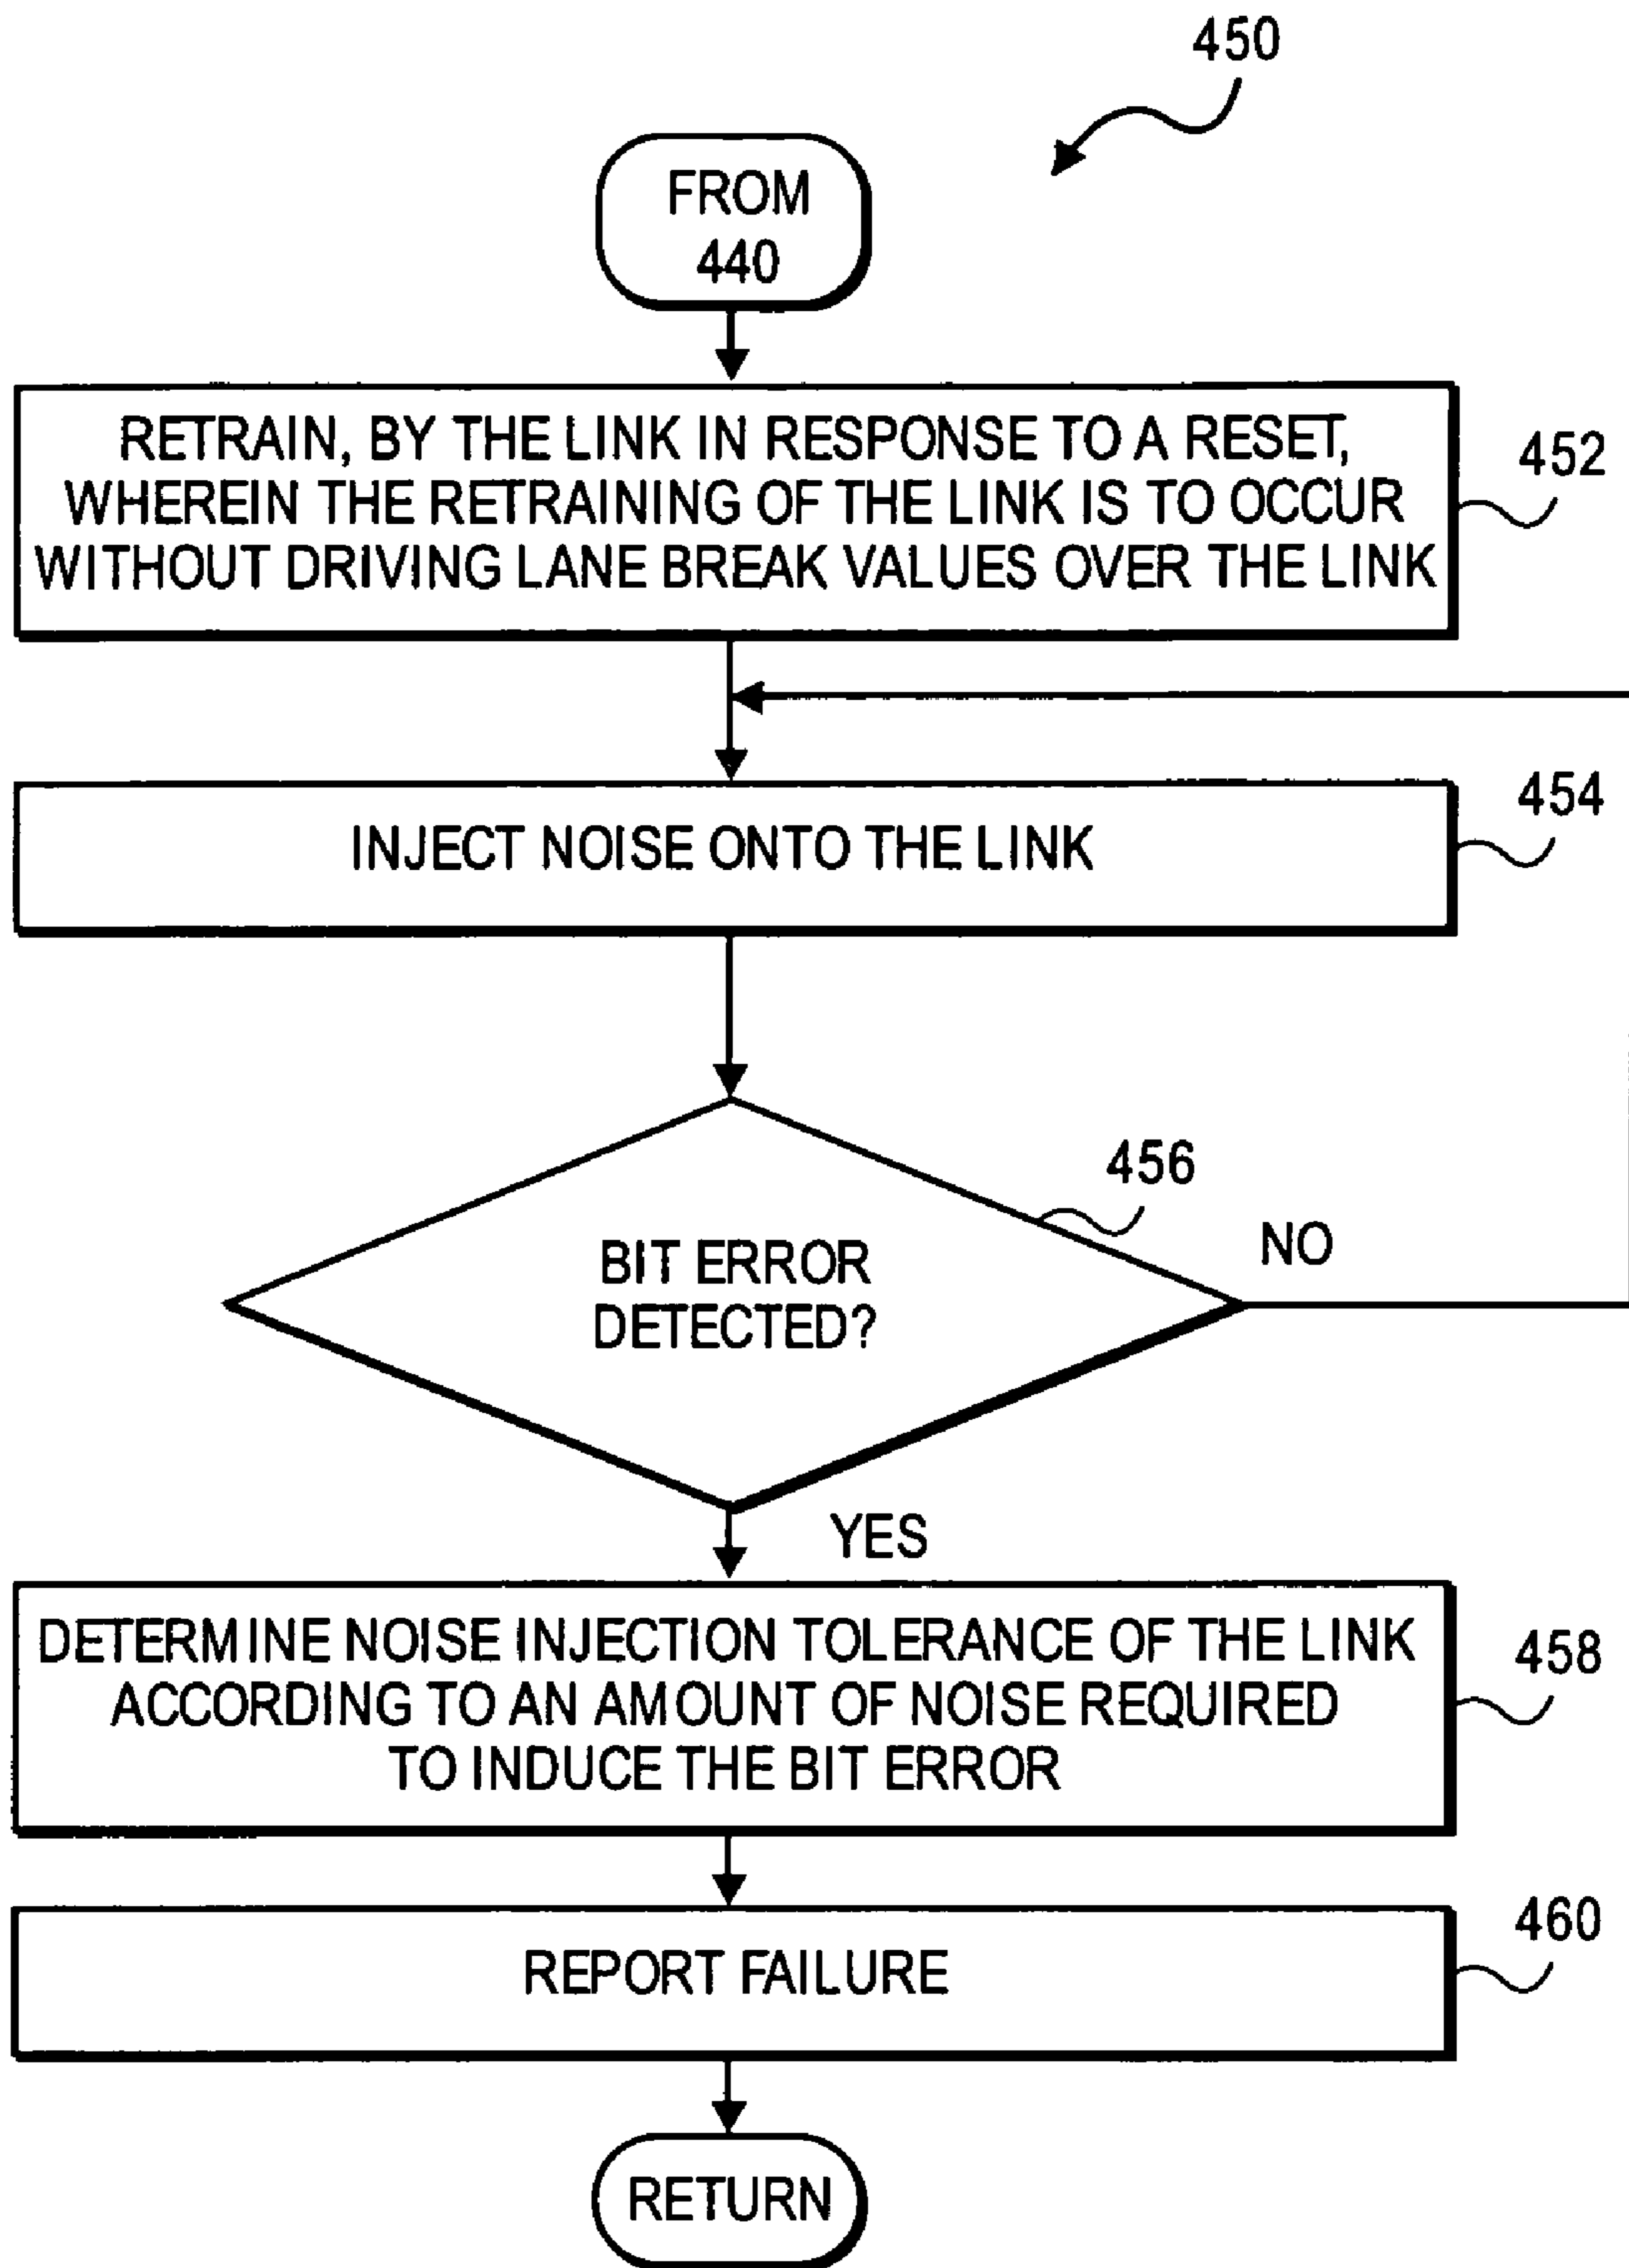 450
FROM
440
RETRAIN, BY THE LINK IN RESPONSE TO A RESET,
WHEREIN THE RETRAINING OF THE LINK IS TO OCCUR
WITHOUT DRIVING LANE BREAK VALUES OVER THE LINK
452
INJECT NOISE ONTO THE LINK
454
456
BIT ERROR
DETECTED?
NO
YES
DETERMINE NOISE INJECTION TOLERANCE OF THE LINK
ACCORDING TO AN AMOUNT OF NOISE REQUIRED
TO INDUCE THE BIT ERROR
458
REPORT FAILURE
460
RETURN